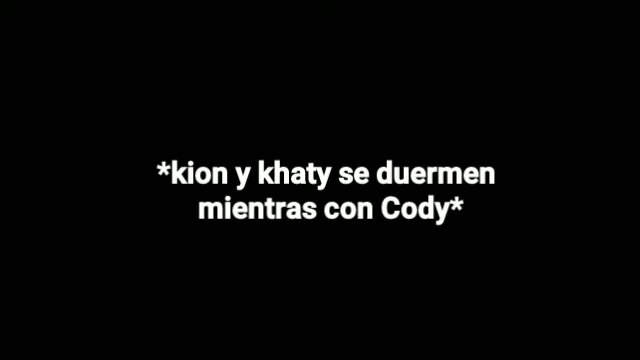 *kion y khaty se duermen
mientras con Cody*